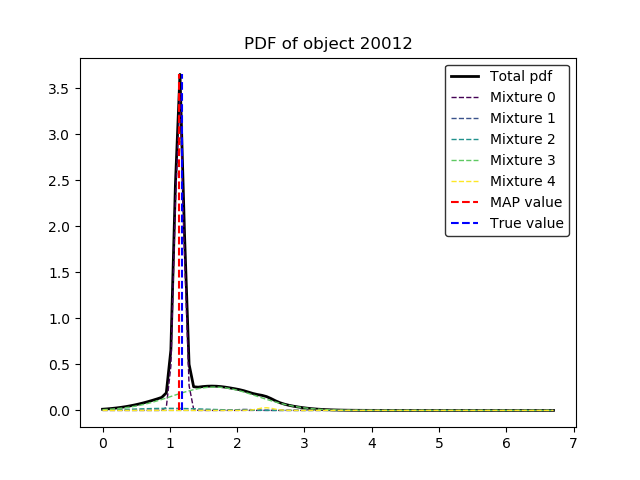 PDF of object 20012
Total pdf
Mixture 0
Mixture 1
Mixture 2
Mixture 3
Mixture 4
MAP value
True value
3.5
3.0
2.5
2.0
1.5
1.0
0.5
0.0
0 1 2 3 4 5 6 7